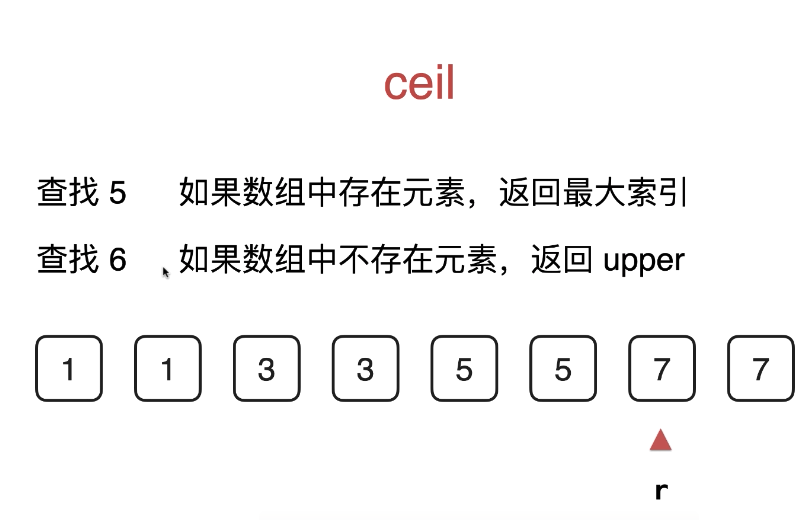 ceil
查找 5 如果数组中存在元素，返回最大索引
查找 6 如果数组中不存在元素，返回 upper
1 1 3 3 5 5 7 7
r